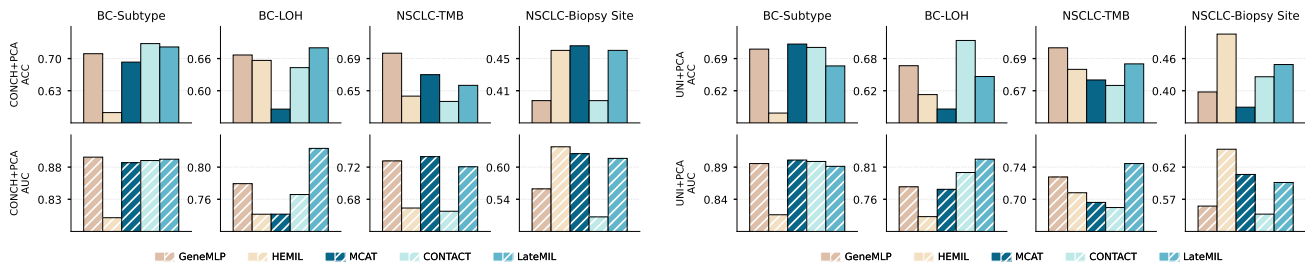 BC-Subtype BC-LOH NSCLC-TMB NSCLC-Biopsy Site
CONCH+PCA
ACC
0.70 0.66 0.69 0.45
0.63 0.60 0.65 0.41
CONCH+PCA
AUC
0.88 0.80 0.72 0.60
0.83 0.76 0.68 0.54
GeneMLP HEMIL MCAT CONTACT LateMIL
BC-Subtype BC-LOH NSCLC-TMB NSCLC-Biopsy Site
UNI+PCA
ACC
0.69 0.68 0.69 0.46
0.62 0.62 0.67 0.40
UNI+PCA
AUC
0.89 0.81 0.74 0.62
0.84 0.76 0.70 0.57
GeneMLP HEMIL MCAT CONTACT LateMIL